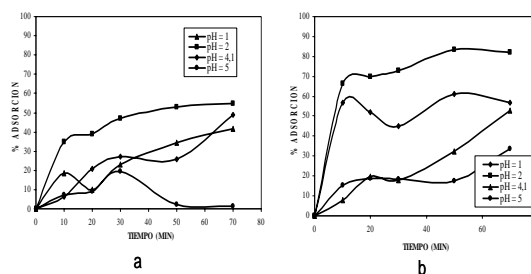 100
90
80
70
60
50
40
30
20
10
0
% ADSORCION
0 10 20 30 40 50 60 70 80
TIEMPO (MIN)
pH = 1
pH = 2
pH = 4,1
pH = 5
a
100
90
80
70
60
50
40
30
20
10
0
% ADSORCION
0 20 40 60
TIEMPO (MIN)
pH = 1
pH = 2
pH = 4,1
pH = 5
b